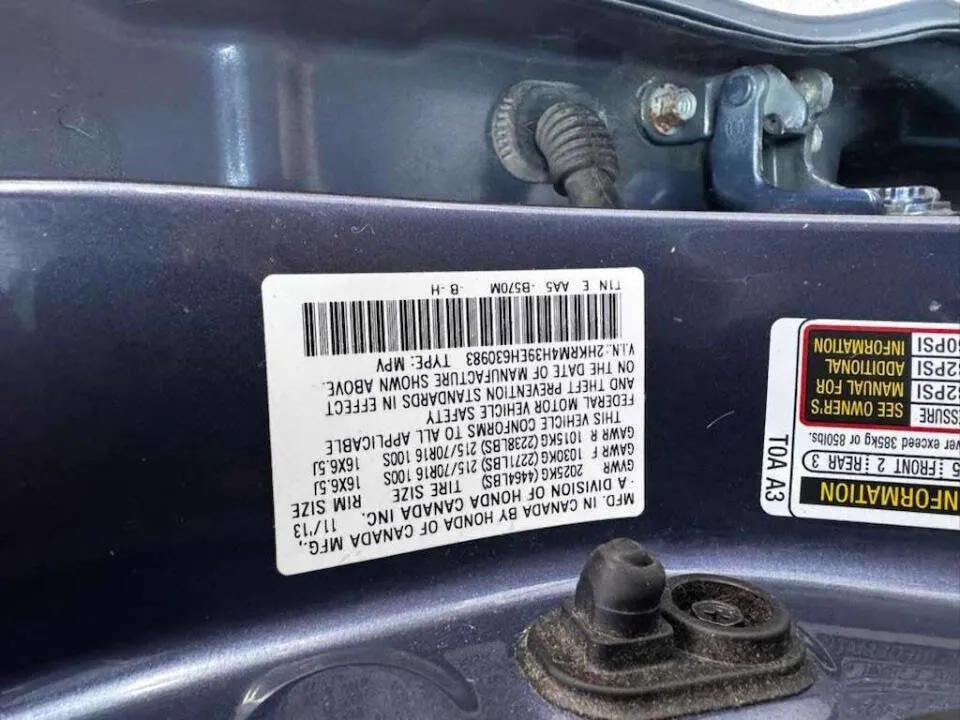 MFD. IN CANADA BY HONDA OF CANADA MFG.,
-A DIVISION OF HONDA CANADA INC. 11/'13
GVWR 2025KG (4464LBS) TIRE SIZE RIM SIZE
GAWR F 1030KG (2271LBS) 215/70R16 100S 16X6.5J
GAWR R 1015KG (2238LBS) 215/70R16 100S 16X6.5J
THIS VEHICLE CONFORMS TO ALL APPLICABLE
FEDERAL MOTOR VEHICLE SAFETY
AND THEFT PREVENTION STANDARDS IN EFFECT
ON THE DATE OF MANUFACTURE SHOWN ABOVE.
V.I.N.:2HKRM4H39EH630983 TYPE: MPV
T1N E AA5 -B570M -B -H
T0A A3
INFORMATION
5 FRONT 2 REAR 3
ver exceed 385kg or 850lbs.
SEE OWNER'S
MANUAL FOR
ADDITIONAL
INFORMATION